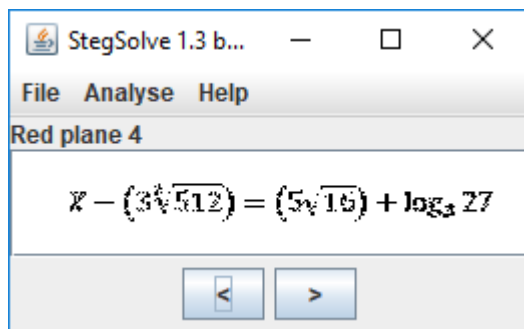 StegSolve 1.3 b...
File Analyse Help
Red plane 4
X − (3∛512) = (5√16) + log₃ 27
< >